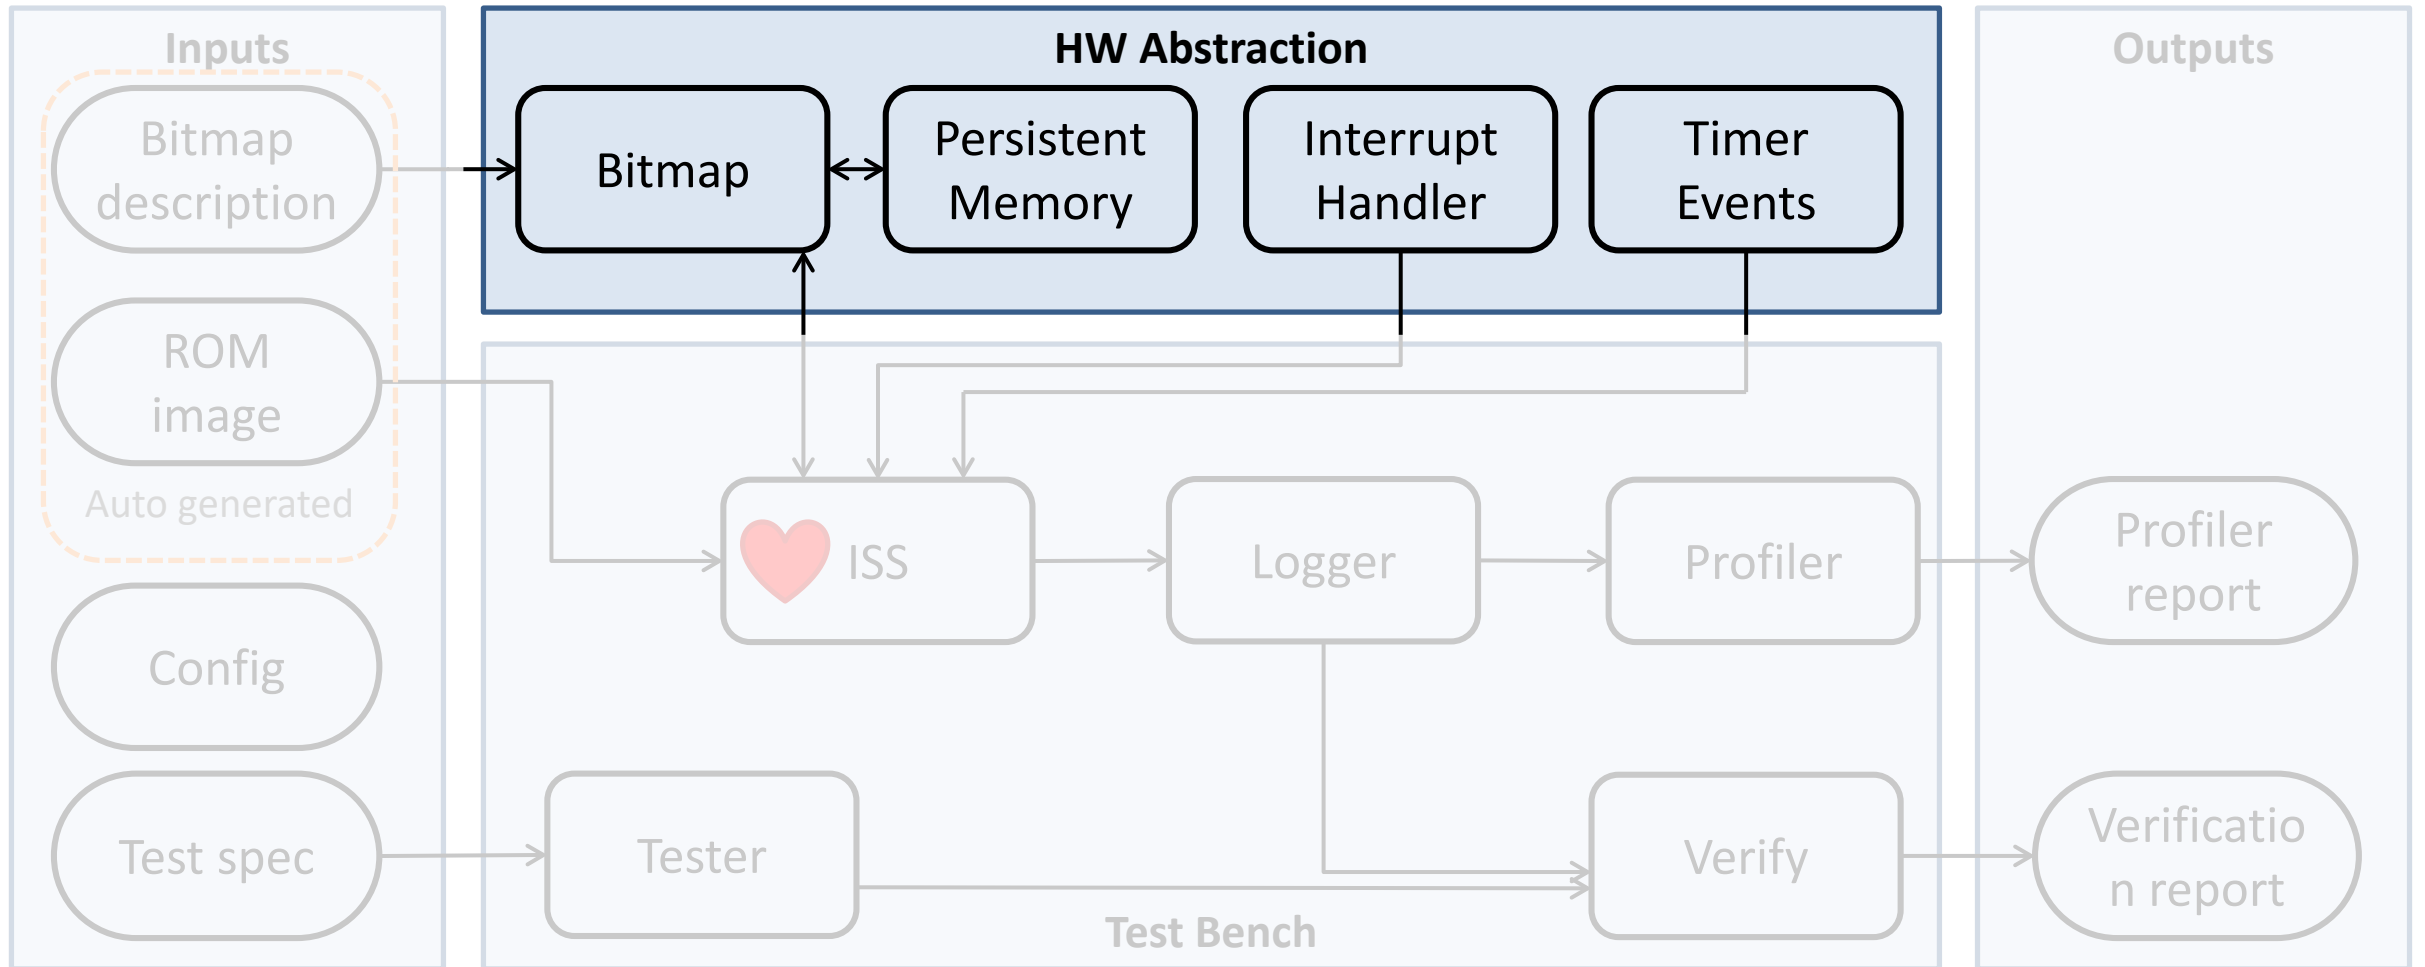 Inputs
Bitmap
description
ROM
image
Auto generated
Config
Test spec
HW Abstraction
Bitmap
Persistent
Memory
Interrupt
Handler
Timer
Events
ISS
Logger
Profiler
Tester
Verify
Test Bench
Outputs
Profiler
report
Verificatio
n report